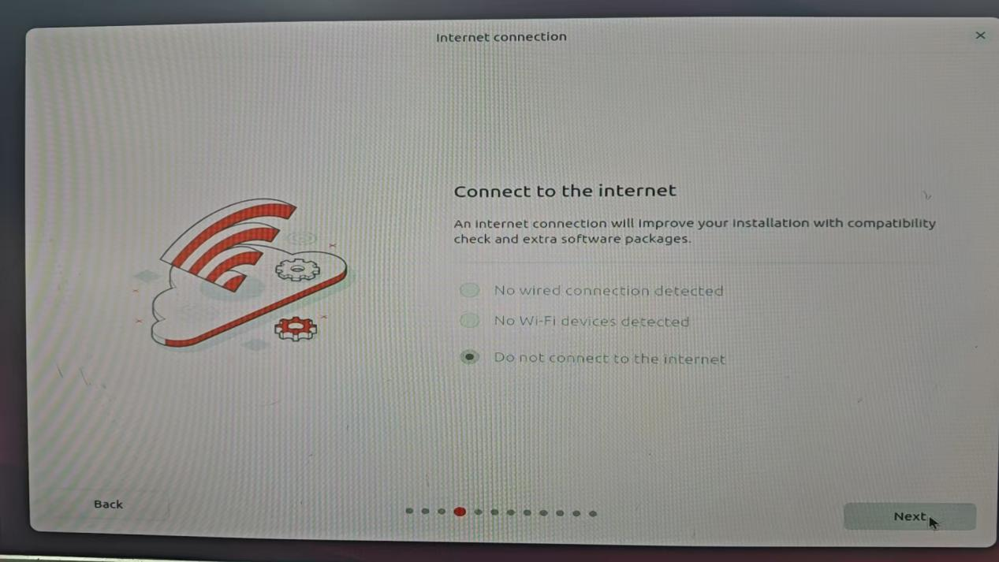 Internet connection
Connect to the internet
An internet connection will improve your installation with compatibility
check and extra software packages.
No wired connection detected
No Wi-Fi devices detected
Do not connect to the internet
Back
Next